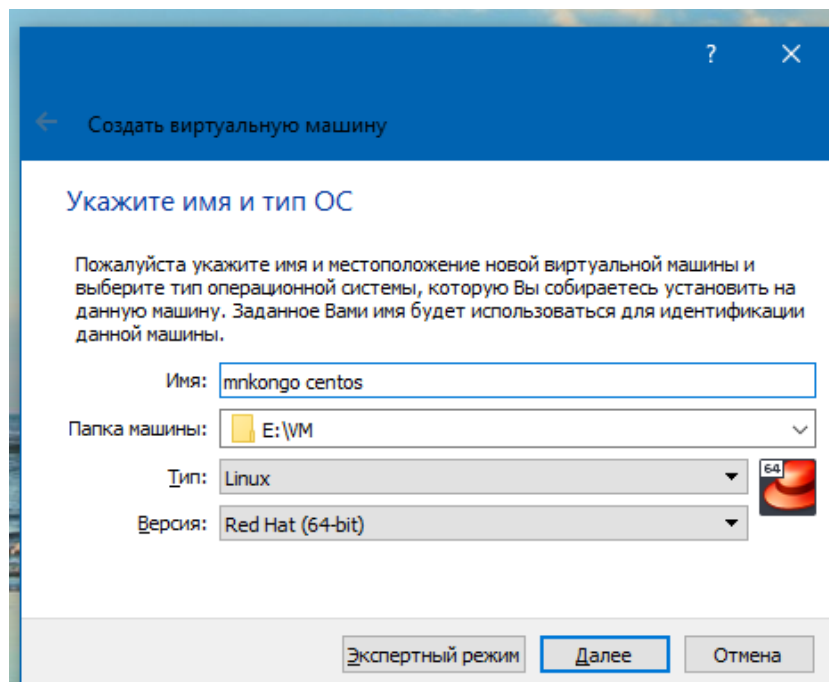 ?
Создать виртуальную машину
Укажите имя и тип ОС
Пожалуйста укажите имя и местоположение новой виртуальной машины и
выберите тип операционной системы, которую Вы собираетесь установить на
данную машину. Заданное Вами имя будет использоваться для идентификации
данной машины.
Имя: mnkongo centos
Папка машины: E:\VM
Тип: Linux
64
Версия: Red Hat (64-bit)
Экспертный режим Далее Отмена